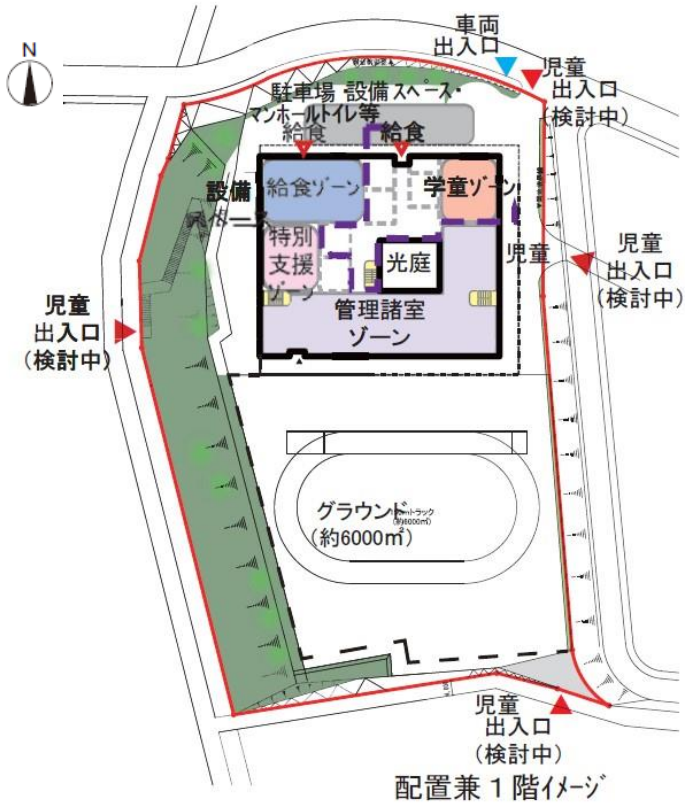 車両
出入口
児童
出入口
(検討中)
N
駐車場・設備スペース・
マンホールトイレ等
給食
給食
設備
スペース
給食ゾーン
学童ゾーン
特別
支援
ゾーン
光庭
児童
児童
出入口
(検討中)
管理諸室
ゾーン
児童
出入口
(検討中)
グラウンド
(約6000㎡)
児童
出入口
(検討中)
配置兼1階イメージ